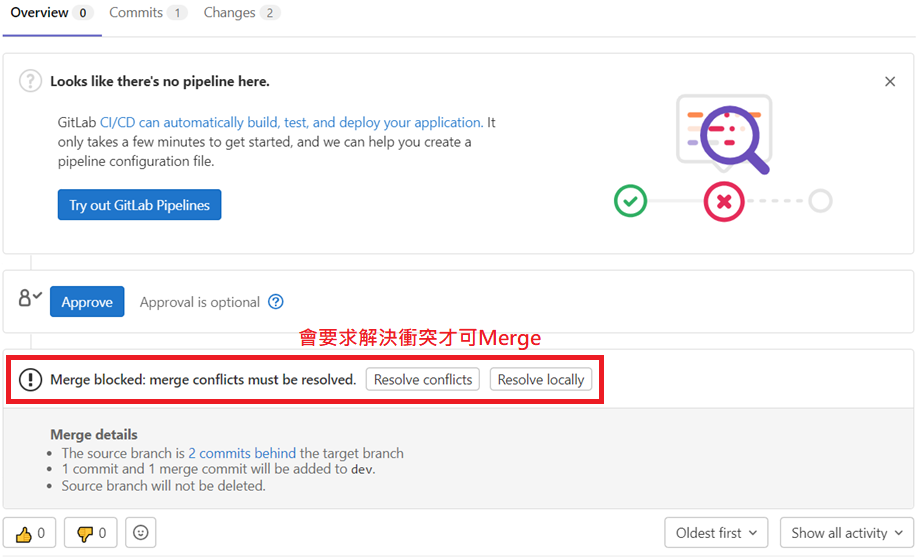 Overview 0 Commits 1 Changes 2
Looks like there's no pipeline here.
GitLab CI/CD can automatically build, test, and deploy your application. It
only takes a few minutes to get started, and we can help you create a
pipeline configuration file.
Try out GitLab Pipelines
Approve Approval is optional
會要求解決衝突才可Merge
Merge blocked: merge conflicts must be resolved. Resolve conflicts Resolve locally
Merge details
• The source branch is 2 commits behind the target branch
• 1 commit and 1 merge commit will be added to dev.
• Source branch will not be deleted.
0 0 Oldest first Show all activity